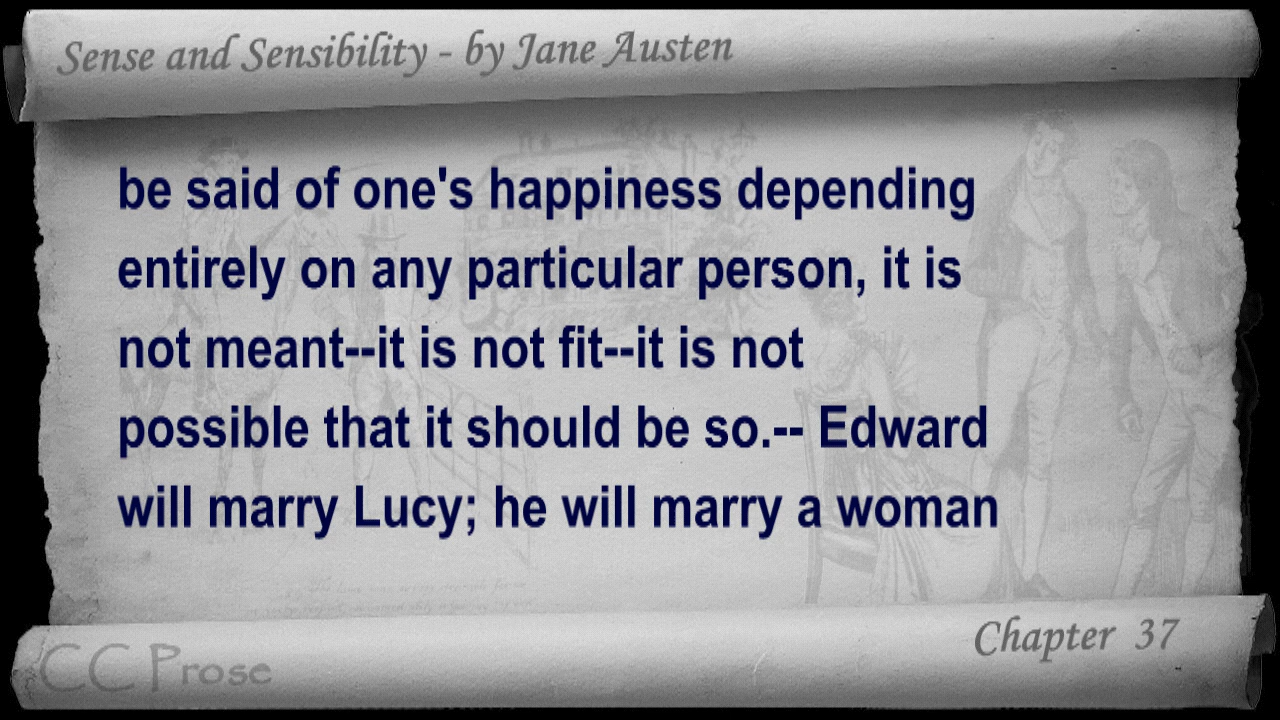 Sense and Sensibility - by Jane Austen
be said of one's happiness depending
entirely on any particular person, it is
not meant--it is not fit--it is not
possible that it should be so.-- Edward
will marry Lucy; he will marry a woman
Chapter 37
CC Prose